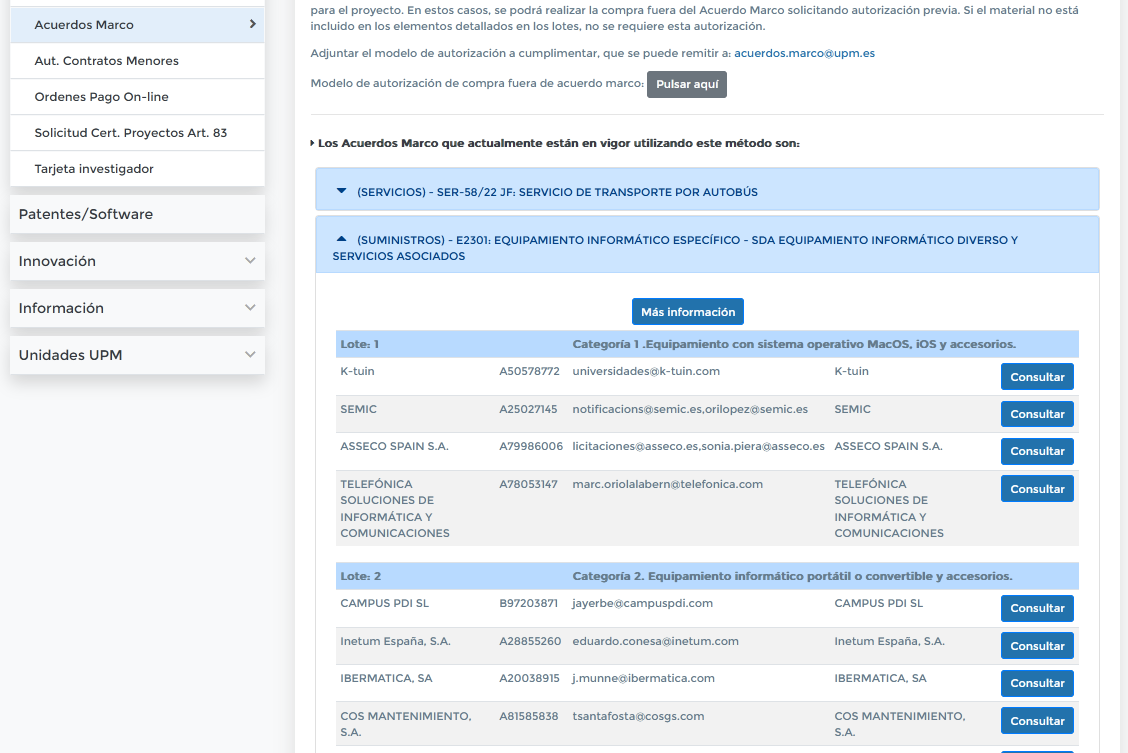 Acuerdos Marco
Aut. Contratos Menores
Ordenes Pago On-line
Solicitud Cert. Proyectos Art. 83
Tarjeta investigador
Patentes/Software
Innovación
Información
Unidades UPM
para el proyecto. En estos casos, se podrá realizar la compra fuera del Acuerdo Marco solicitando autorización previa. Si el material no está
incluido en los elementos detallados en los lotes, no se requiere esta autorización.
Adjuntar el modelo de autorización a cumplimentar, que se puede remitir a: acuerdos.marco@upm.es
Modelo de autorización de compra fuera de acuerdo marco: Pulsar aquí
Los Acuerdos Marco que actualmente están en vigor utilizando este método son:
(SERVICIOS) - SER-58/22 JF: SERVICIO DE TRANSPORTE POR AUTOBÚS
(SUMINISTROS) - E2301: EQUIPAMIENTO INFORMÁTICO ESPECÍFICO - SDA EQUIPAMIENTO INFORMÁTICO DIVERSO Y
SERVICIOS ASOCIADOS
Más información
Lote: 1 Categoría 1 .Equipamiento con sistema operativo MacOS, iOS y accesorios.
K-tuin A50578772 universidades@k-tuin.com K-tuin Consultar
SEMIC A25027145 notificacions@semic.es,orilopez@semic.es SEMIC Consultar
ASSECO SPAIN S.A. A79986006 licitaciones@asseco.es,sonia.piera@asseco.es ASSECO SPAIN S.A. Consultar
TELEFÓNICA A78053147 marc.oriolalabern@telefonica.com TELEFÓNICA Consultar
SOLUCIONES DE SOLUCIONES DE
INFORMÁTICA Y INFORMÁTICA Y
COMUNICACIONES COMUNICACIONES
Lote: 2 Categoría 2. Equipamiento informático portátil o convertible y accesorios.
CAMPUS PDI SL B97203871 jayerbe@campuspdi.com CAMPUS PDI SL Consultar
Inetum España, S.A. A28855260 eduardo.conesa@inetum.com Inetum España, S.A. Consultar
IBERMATICA, SA A20038915 j.munne@ibermatica.com IBERMATICA, SA Consultar
COS MANTENIMIENTO, A81585838 tsantafosta@cosgs.com COS MANTENIMIENTO, Consultar
S.A. S.A.